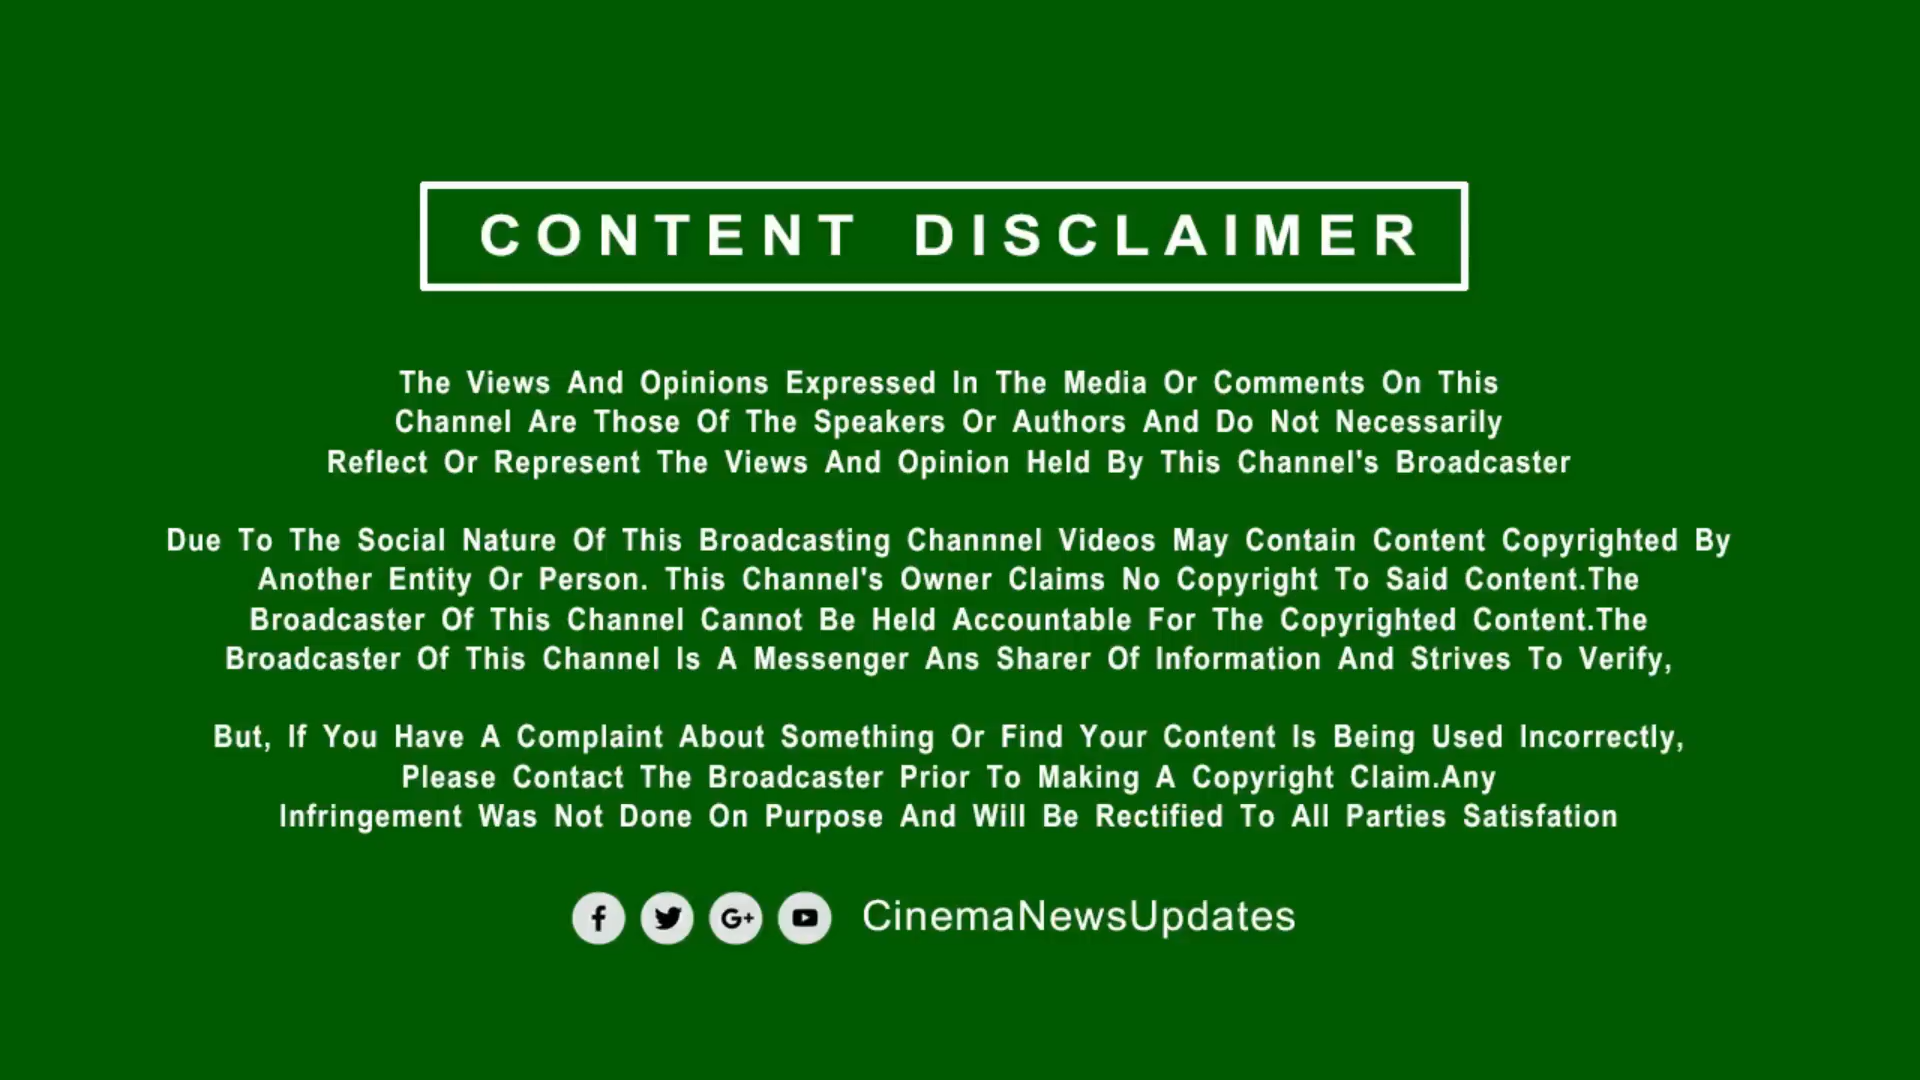 CONTENT DISCLAIMER
The Views And Opinions Expressed In The Media Or Comments On This
Channel Are Those Of The Speakers Or Authors And Do Not Necessarily
Reflect Or Represent The Views And Opinion Held By This Channel's Broadcaster
Due To The Social Nature Of This Broadcasting Channnel Videos May Contain Content Copyrighted By
Another Entity Or Person. This Channel's Owner Claims No Copyright To Said Content.The
Broadcaster Of This Channel Cannot Be Held Accountable For The Copyrighted Content.The
Broadcaster Of This Channel Is A Messenger Ans Sharer Of Information And Strives To Verify,
But, If You Have A Complaint About Something Or Find Your Content Is Being Used Incorrectly,
Please Contact The Broadcaster Prior To Making A Copyright Claim.Any
Infringement Was Not Done On Purpose And Will Be Rectified To All Parties Satisfation
CinemaNewsUpdates